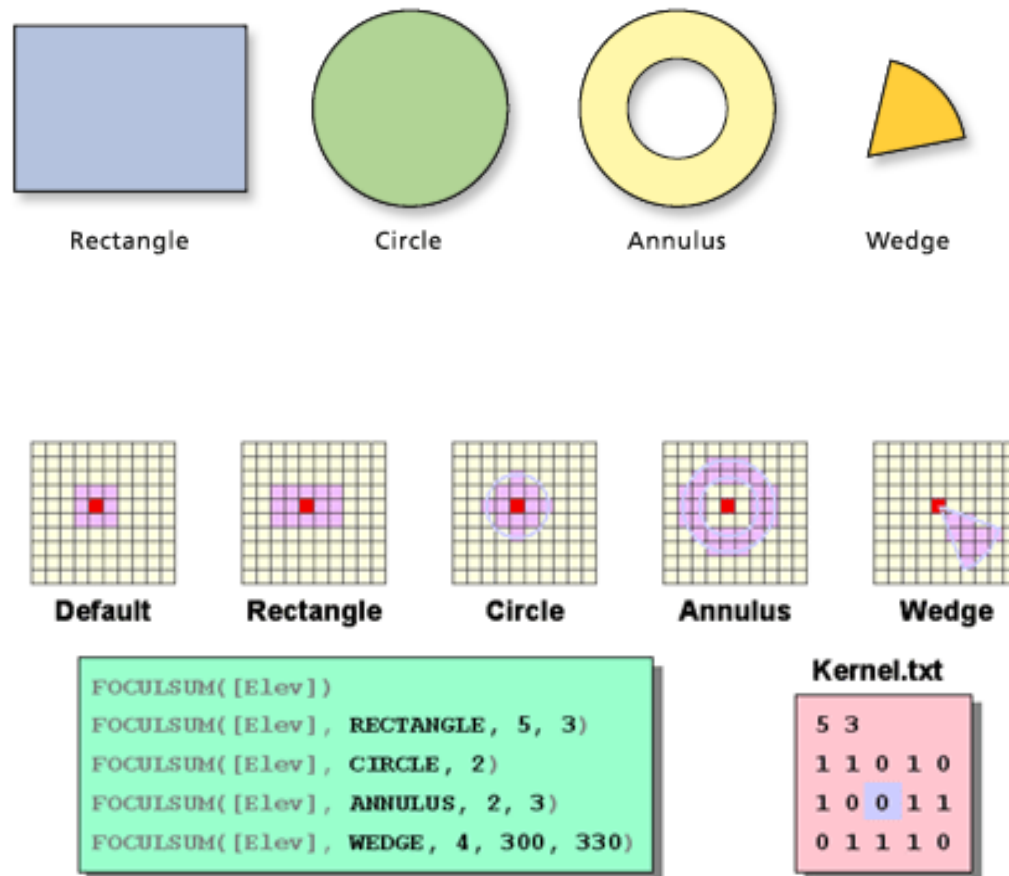 Rectangle Circle Annulus Wedge
Default Rectangle Circle Annulus Wedge
FOCULSUM([Elev])
FOCULSUM([Elev], RECTANGLE, 5, 3)
FOCULSUM([Elev], CIRCLE, 2)
FOCULSUM([Elev], ANNULUS, 2, 3)
FOCULSUM([Elev], WEDGE, 4, 300, 330)
Kernel.txt
5 3
1 1 0 1 0
1 0 0 1 1
0 1 1 1 0